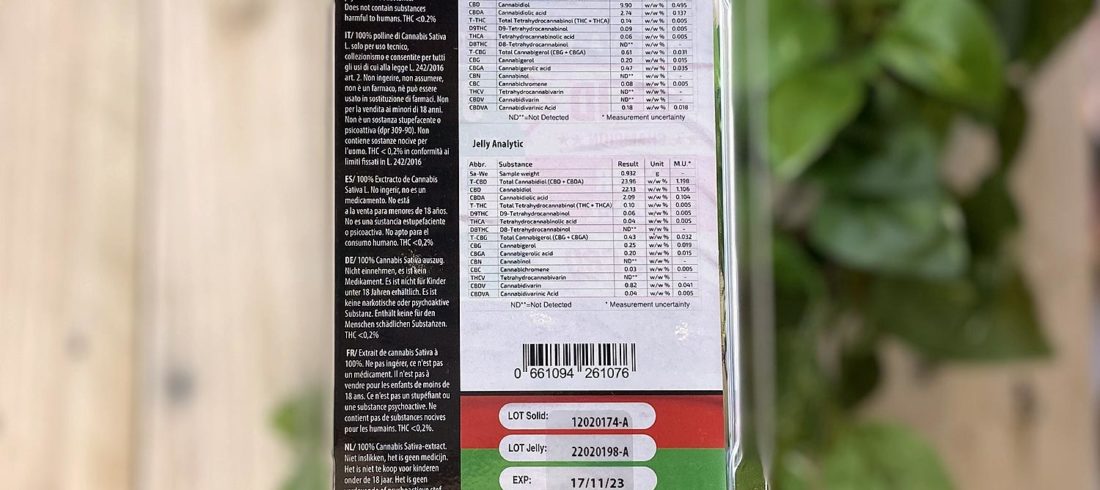 Does not contain substances
harmful to humans. THC <0.2%
IT/ 100% polline di Cannabis Sativa
L. solo per uso tecnico,
collezionismo e consentite per tutti
gli usi di cui alla legge L. 242/2016
art. 2. Non ingerire, non assumere,
non è un farmaco, nè può essere
usato in sostituzione di farmaci. Non
per la vendita ai minori di 18 anni.
Non è un sostanza stupefacente o
psicoattiva (dpr 309-90). Non
contiene sostanze nocive per
l'uomo. THC < 0,2% in conformità ai
limiti fissati in L. 242/2016
ES/ 100% Exctracto de Cannabis
Sativa L. No ingerir, no es un
medicamento. No está
a la venta para menores de 18 años.
No es una sustancia estupefaciente
o psicoactiva. No apto para el
consumo humano. THC <0,2%
DE/ 100% Cannabis Sativa auszug.
Nicht einnehmen, es ist kein
Medikament. Es ist nicht für Kinder
unter 18 Jahren erhältlich. Es ist
keine narkotische oder psychoaktive
Substanz. Enthält keine für den
Menschen schädlichen Substanzen.
THC <0,2%
FR/ Extrait de cannabis Sativa à
100%. Ne pas ingérer, ce n'est pas
un médicament. Il n'est pas à
vendre pour les enfants de moins de
18 ans. Ce n'est pas un stupéfiant ou
une substance psychoactive. Ne
contient pas de substances nocives
pour les humains. THC <0,2%.
NL/ 100% Cannabis Sativa-extract.
Niet inslikken, het is geen medicijn.
Het is niet te koop voor kinderen
onder de 18 jaar. Het is geen
CBD Cannabidiol 9.90 w/w % 0.495
CBDA Cannabidiolic acid 2.74 w/w % 0.137
T-THC Total Tetrahydrocannabinol (THC + THCA) 0.14 w/w % 0.005
D9THC D9-Tetrahydrocannabinol 0.09 w/w % 0.005
THCA Tetrahydrocannabinolic acid 0.06 w/w % 0.005
D8THC D8-Tetrahydrocannabinol ND** w/w % -
T-CBG Total Cannabigerol (CBG + CBGA) 0.61 w/w % 0.031
CBG Cannabigerol 0.20 w/w % 0.015
CBGA Cannabigerolic acid 0.47 w/w % 0.035
CBN Cannabinol ND** w/w % -
CBC Cannabichromene 0.08 w/w % 0.005
THCV Tetrahydrocannabivarin ND** w/w % -
CBDV Cannabidivarin ND** w/w % -
CBDVA Cannabidivarinic Acid 0.18 w/w % 0.018
ND**=Not Detected * Measurement uncertainty
Jelly Analytic
Abbr. Substance Result Unit M.U.*
Sa-We Sample weight 0.932 g -
T-CBD Total Cannabidiol (CBD + CBDA) 23.96 w/w % 1.198
CBD Cannabidiol 22.13 w/w % 1.106
CBDA Cannabidiolic acid 2.09 w/w % 0.104
T-THC Total Tetrahydrocannabinol (THC + THCA) 0.10 w/w % 0.005
D9THC D9-Tetrahydrocannabinol 0.06 w/w % 0.005
THCA Tetrahydrocannabinolic acid 0.04 w/w % 0.005
D8THC D8-Tetrahydrocannabinol ND** w/w % -
T-CBG Total Cannabigerol (CBG + CBGA) 0.43 w/w % 0.032
CBG Cannabigerol 0.25 w/w % 0.019
CBGA Cannabigerolic acid 0.20 w/w % 0.015
CBN Cannabinol ND** w/w % -
CBC Cannabichromene 0.03 w/w % 0.005
THCV Tetrahydrocannabivarin ND** w/w % -
CBDV Cannabidivarin 0.82 w/w % 0.041
CBDVA Cannabidivarinic Acid 0.04 w/w % 0.005
ND**=Not Detected * Measurement uncertainty
0 661094 261076
LOT Solid: 12020174-A
LOT Jelly: 22020198-A
EXP: 17/11/23